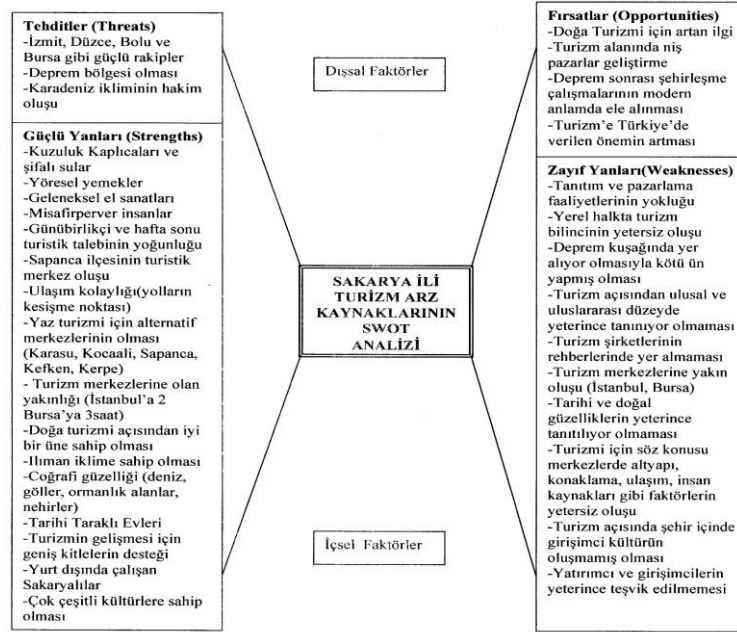 Tehditler (Threats)
-İzmit, Düzce, Bolu ve
Bursa gibi güçlü rakipler
-Deprem bölgesi olması
-Karadeniz ikliminin hakim
oluşu
Güçlü Yanları (Strengths)
-Kuzuluk Kaplıcaları ve
şifalı sular
-Yöresel yemekler
-Geleneksel el sanatları
-Misafirperver insanlar
-Günübirlikçi ve hafta sonu
turistik talebinin yoğunluğu
-Sapanca ilçesinin turistik
merkez oluşu
-Ulaşım kolaylığı(yolların
kesişme noktası)
-Yaz turizmi için alternatif
merkezlerinin olması
(Karasu, Kocaali, Sapanca,
Kefken, Kerpe)
- Turizm merkezlerine olan
yakınlığı (İstanbul'a 2
Bursa'ya 3saat)
-Doğa turizmi açısından iyi
bir üne sahip olması
-Ilıman iklime sahip olması
-Coğrafi güzelliği (deniz,
göller, ormanlık alanlar,
nehirler)
-Tarihi Taraklı Evleri
-Turizmin gelişmesi için
geniş kitlelerin desteği
-Yurt dışında çalışan
Sakaryalılar
-Çok çeşitli kültürlere sahip
olması
Dışsal Faktörler
SAKARYA İLİ
TURİZM ARZ
KAYNAKLARININ
SWOT
ANALİZİ
İçsel Faktörler
Fırsatlar (Opportunities)
-Doğa Turizmi için artan ilgi
-Turizm alanında niş
pazarlar geliştirme
-Deprem sonrası şehirleşme
çalışmalarının modern
anlamda ele alınması
-Turizm'e Türkiye'de
verilen önemin artması
Zayıf Yanları(Weaknesses)
-Tanıtım ve pazarlama
faaliyetlerinin yokluğu
-Yerel halkta turizm
bilincinin yetersiz oluşu
-Deprem kuşağında yer
alıyor olmasıyla kötü ün
yapmış olması
-Turizm açısından ulusal ve
uluslararası düzeyde
yeterince tanınıyor olmaması
-Turizm şirketlerinin
rehberlerinde yer almaması
-Turizm merkezlerine yakın
oluşu (İstanbul, Bursa)
-Tarihi ve doğal
güzelliklerin yeterince
tanıtılıyor olmaması
-Turizmi için söz konusu
merkezlerde altyapı,
konaklama, ulaşım, insan
kaynakları gibi faktörlerin
yetersiz oluşu
-Turizm açısında şehir içinde
girişimci kültürün
oluşmamış olması
-Yatırımcı ve girişimcilerin
yeterince teşvik edilmemesi